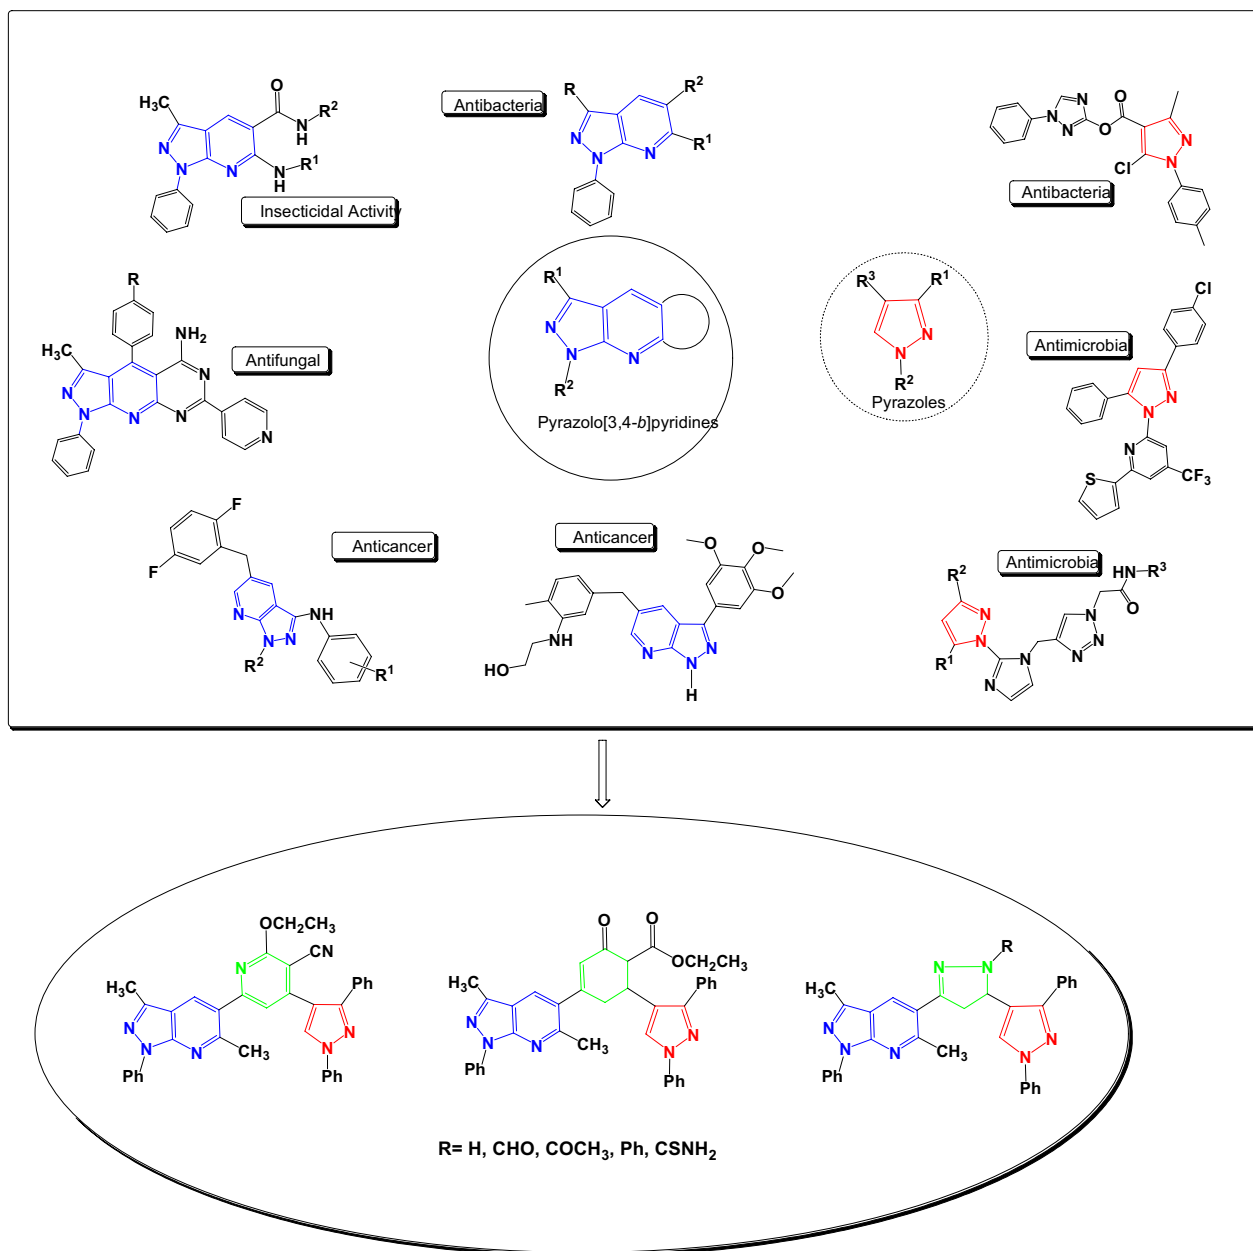 H3C
O
N
H
R2
N
N
N
N
H
R1
Insecticidal Activity
Antibacteria
R
R2
R1
N
N
N
N
N
N
O
O
Cl
N
N
Antibacteria
R
NH2
H3C
N
N
N
N
N
N
Antifungal
R1
N
N
R2
N
Pyrazolo[3,4-b]pyridines
R3
R1
N
N
R2
Pyrazoles
Cl
Antimicrobia
N
N
N
S
CF3
F
F
Anticancer
N
N
N
R2
NH
R1
Anticancer
O
O
O
NH
HO
N
N
N
H
Antimicrobia
R2
HN
R3
O
N
N
R1
N
N
N
N
N
OCH2CH3
N
CN
H3C
Ph
N
N
N
CH3
N
N
Ph
Ph
O
O
OCH2CH3
H3C
Ph
N
N
N
CH3
N
N
Ph
Ph
R
N
N
H3C
Ph
N
N
N
CH3
N
N
Ph
Ph
R= H, CHO, COCH3, Ph, CSNH2